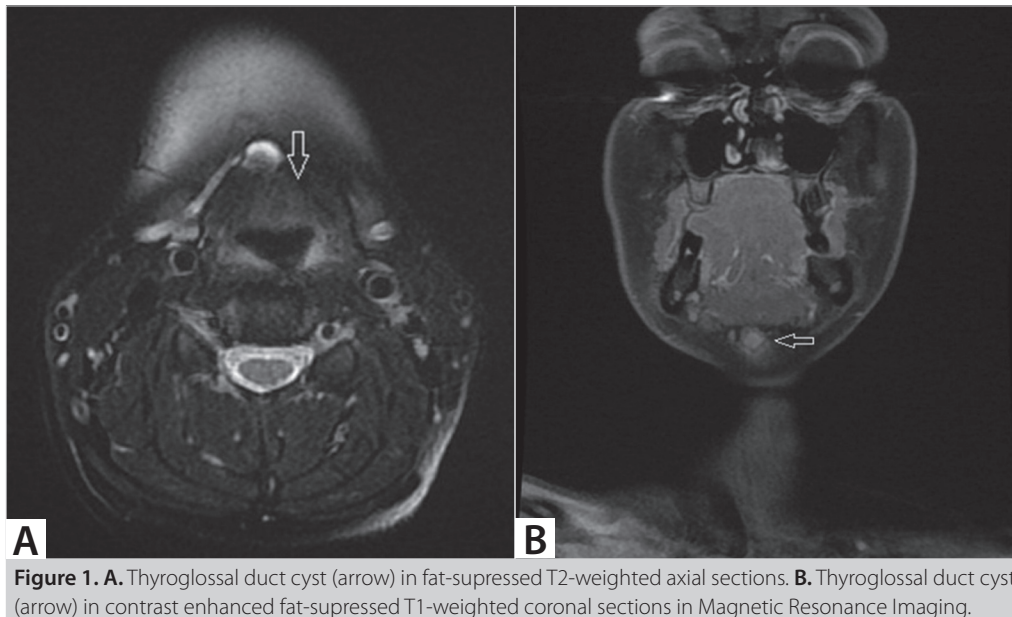 A
B
Figure 1. A. Thyroglossal duct cyst (arrow) in fat-supressed T2-weighted axial sections. B. Thyroglossal duct cyst
(arrow) in contrast enhanced fat-supressed T1-weighted coronal sections in Magnetic Resonance Imaging.